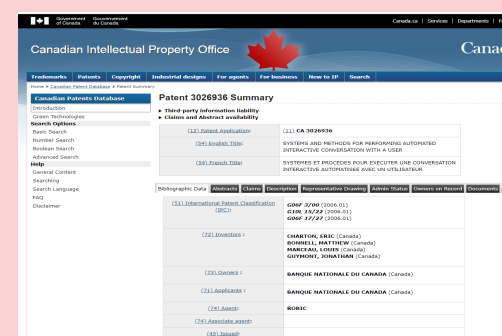 Government of Canada Gouvernement du Canada
Canada.ca | Services | Departments |
Canadian Intellectual Property Office
Trademarks Patents Copyright Industrial designs For agents For business New to IP Search
Home > Canadian Patent Database > Patent Summary
Canadian Patents Database
Introduction
Green Technologies
Search Options
Basic Search
Number Search
Boolean Search
Advanced Search
Help
General Content
Searching
Search Language
FAQ
Disclaimer
Patent 3026936 Summary
▸ Third-party information liability
▸ Claims and Abstract availability
(12) Patent Application: (11) CA 3026936
(54) English Title: SYSTEMS AND METHODS FOR PERFORMING AUTOMATED
INTERACTIVE CONVERSATION WITH A USER
(54) French Title: SYSTEMES ET PROCEDES POUR EXECUTER UNE CONVERSATION
INTERACTIVE AUTOMATISEE AVEC UN UTILISATEUR
Bibliographic Data Abstracts Claims Description Representative Drawing Admin Status Owners on Record Documents
(51) International Patent Classification
(IPC):
G06F 3/00 (2006.01)
G10L 15/22 (2006.01)
G06F 17/27 (2006.01)
(72) Inventors :
CHARTON, ERIC (Canada)
BONNELL, MATTHEW (Canada)
MARCEAU, LOUIS (Canada)
GUYMONT, JONATHAN (Canada)
(73) Owners : BANQUE NATIONALE DU CANADA (Canada)
(71) Applicants : BANQUE NATIONALE DU CANADA (Canada)
(74) Agent: ROBIC
(74) Associate agent:
(45) Issued: